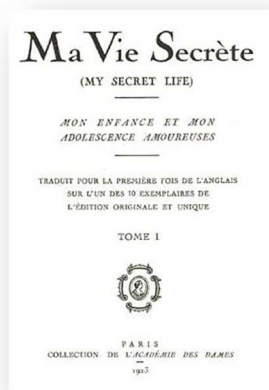 Ma Vie Secrète
(MY SECRET LIFE)
MON ENFANCE ET MON
ADOLESCENCE AMOUREUSES
TRADUIT POUR LA PREMIÈRE FOIS DE L'ANGLAIS
SUR L'UN DES 10 EXEMPLAIRES DE
L'ÉDITION ORIGINALE ET UNIQUE
TOME I
PARIS
COLLECTION DE L'ACADÉMIE DES DAMES
1923